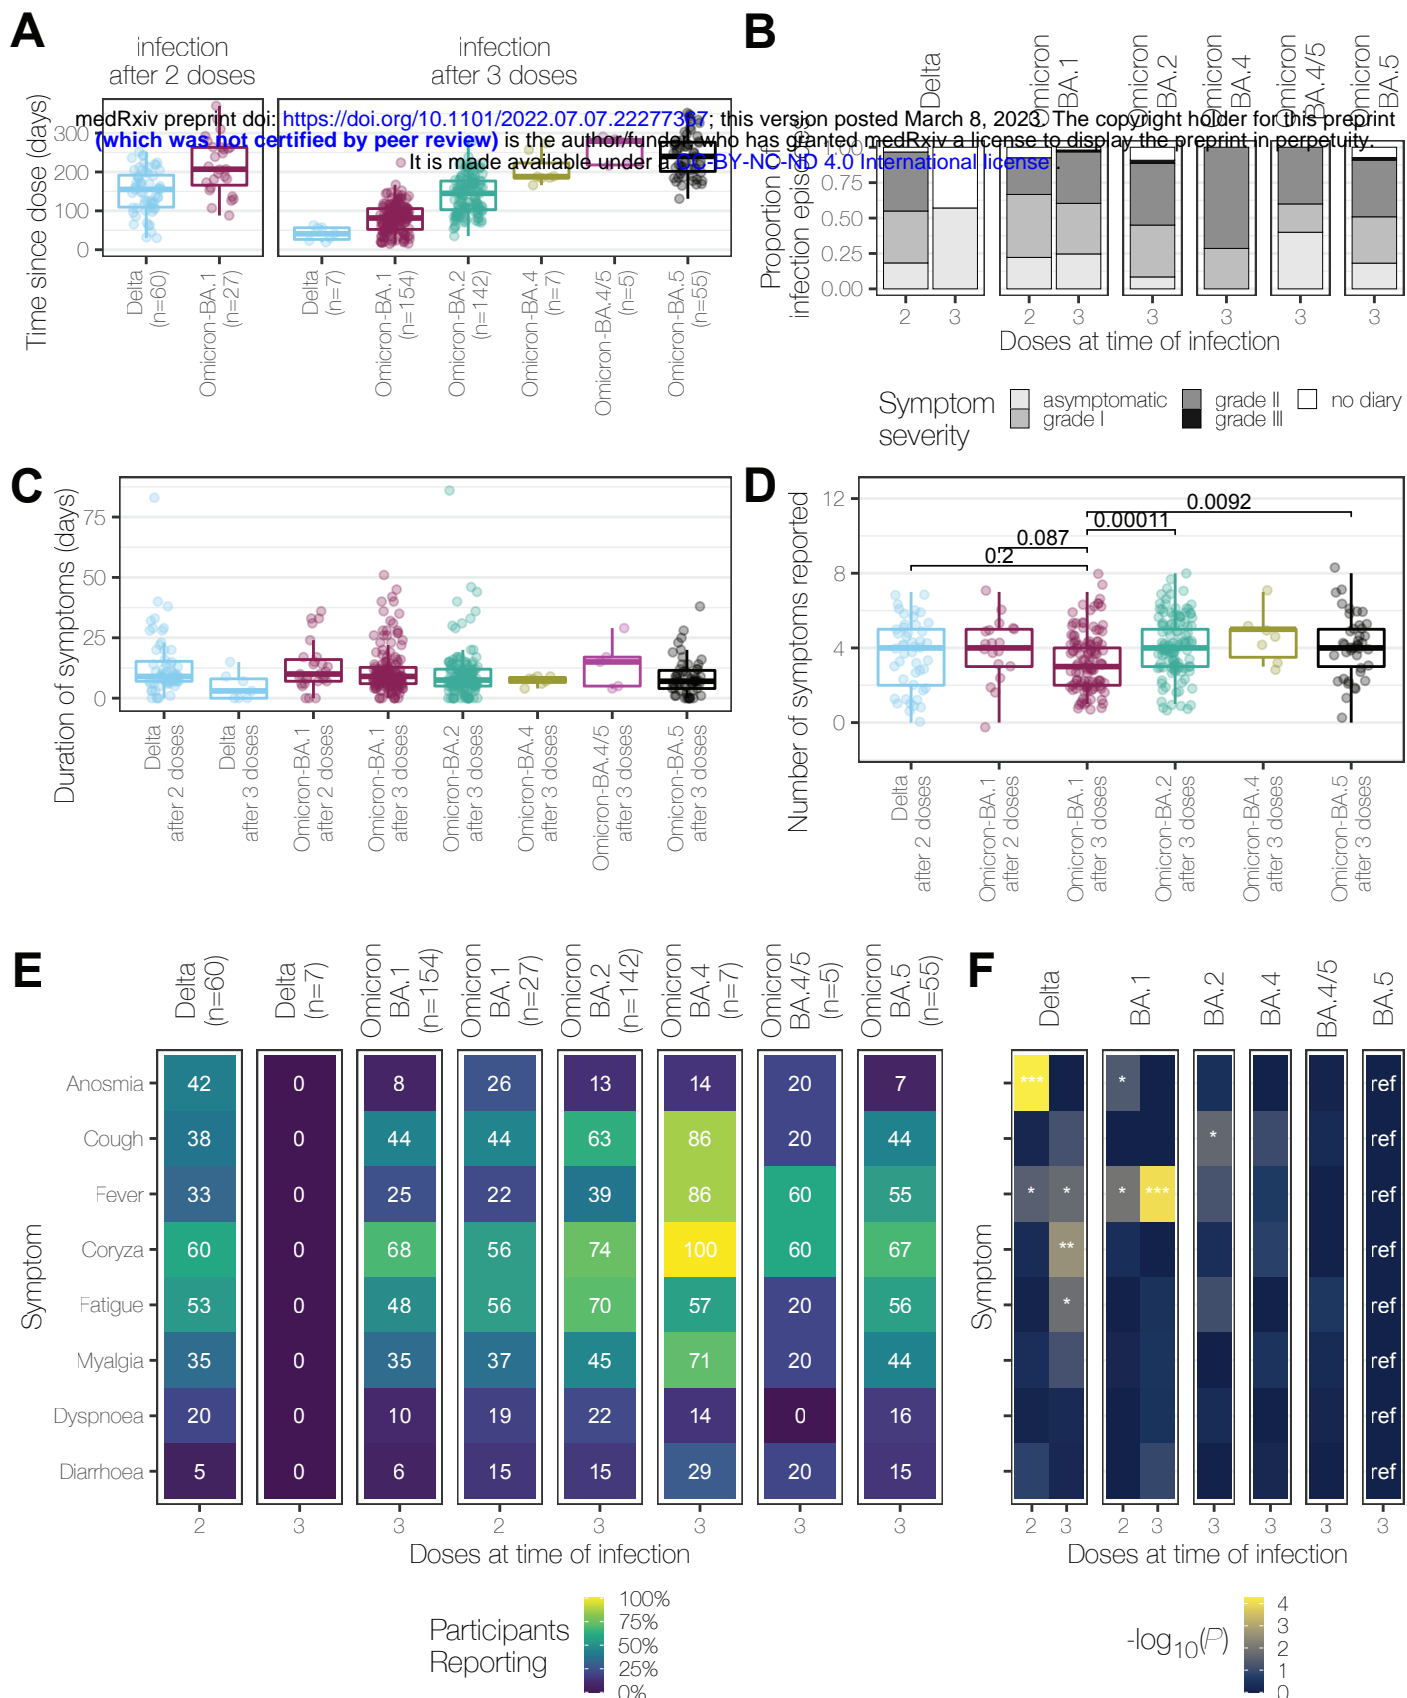 A
infection
after 2 doses
infection
after 3 doses
Time since dose (days)
300
200
100
0
Delta
(n=60)
Omicron-BA.1
(n=27)
Delta
(n=7)
Omicron-BA.1
(n=154)
Omicron-BA.2
(n=142)
Omicron-BA.4
(n=7)
Omicron-BA.4/5
(n=5)
Omicron-BA.5
(n=55)
medRxiv preprint doi: https://doi.org/10.1101/2022.07.07.22277367; this version posted March 8, 2023. The copyright holder for this preprint
(which was not certified by peer review) is the author/funder, who has granted medRxiv a license to display the preprint in perpetuity.
It is made available under a CC-BY-NC-ND 4.0 International license .
B
Delta
Omicron
BA.1
Omicron
BA.2
Omicron
BA.4
Omicron
BA.4/5
Omicron
BA.5
Proportion
infection episodes
0.75
0.50
0.25
0.00
2
3
2
3
3
3
3
3
Doses at time of infection
Symptom
severity
asymptomatic
grade I
grade II
grade III
no diary
C
Duration of symptoms (days)
75
50
25
0
Delta
after 2 doses
Delta
after 3 doses
Omicron-BA.1
after 2 doses
Omicron-BA.1
after 3 doses
Omicron-BA.2
after 3 doses
Omicron-BA.4
after 3 doses
Omicron-BA.4/5
after 3 doses
Omicron-BA.5
after 3 doses
D
Number of symptoms reported
12
8
4
0
0.0092
0.00011
0.087
0.2
Delta
after 2 doses
Omicron-BA.1
after 2 doses
Omicron-BA.1
after 3 doses
Omicron-BA.2
after 3 doses
Omicron-BA.4
after 3 doses
Omicron-BA.5
after 3 doses
E
Delta
(n=60)
Delta
(n=7)
Omicron
BA.1
(n=154)
Omicron
BA.1
(n=27)
Omicron
BA.2
(n=142)
Omicron
BA.4
(n=7)
Omicron
BA.4/5
(n=5)
Omicron
BA.5
(n=55)
Symptom
Anosmia 42 0 8 26 13 14 20 7
Cough 38 0 44 44 63 86 20 44
Fever 33 0 25 22 39 86 60 55
Coryza 60 0 68 56 74 100 60 67
Fatigue 53 0 48 56 70 57 20 56
Myalgia 35 0 35 37 45 71 20 44
Dyspnoea 20 0 10 19 22 14 0 16
Diarrhoea 5 0 6 15 15 29 20 15
2 3 3 2 3 3 3 3
Doses at time of infection
Participants
Reporting
100%
75%
50%
25%
0%
F
Delta
BA.1
BA.2
BA.4
BA.4/5
BA.5
Symptom
*** * ref
* ref
* * * *** ref
** ref
* ref
ref
ref
ref
2 3 2 3 3 3 3 3
Doses at time of infection
-log10(P)
4
3
2
1
0